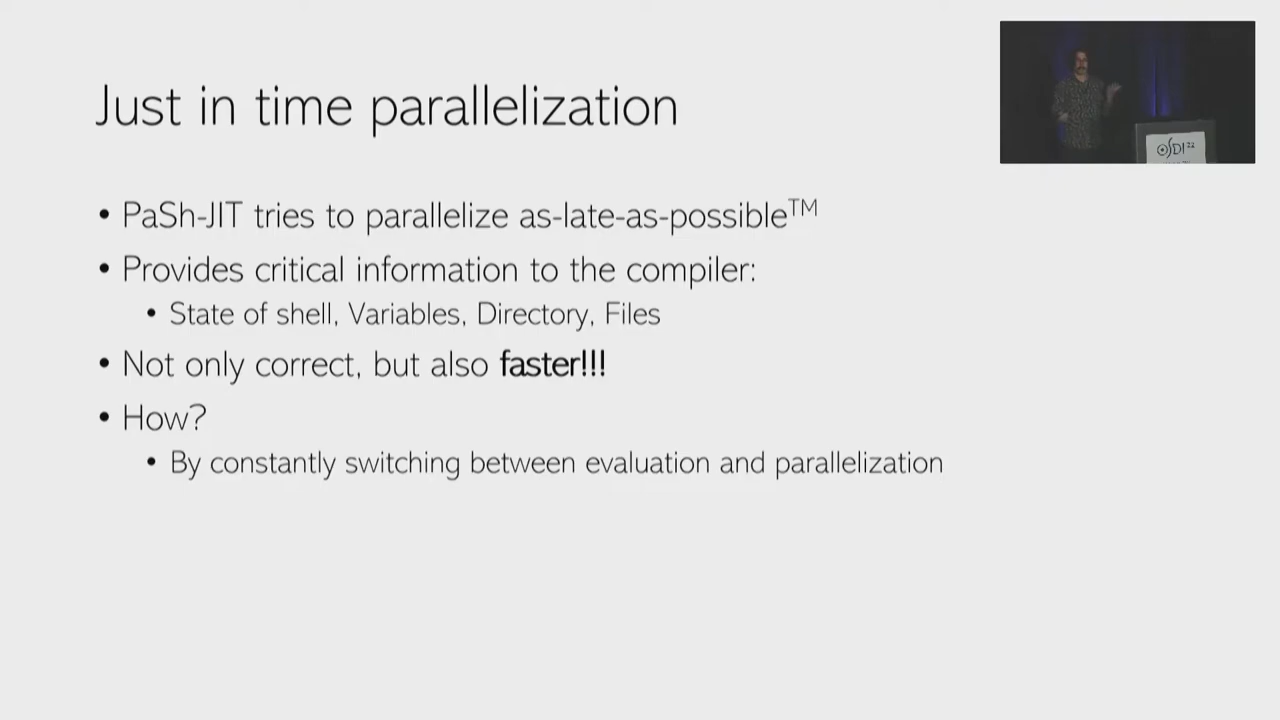 Just in time parallelization
• PaSh-JIT tries to parallelize as-late-as-possible™
• Provides critical information to the compiler:
• State of shell, Variables, Directory, Files
• Not only correct, but also faster!!!
• How?
• By constantly switching between evaluation and parallelization
OSDI '22